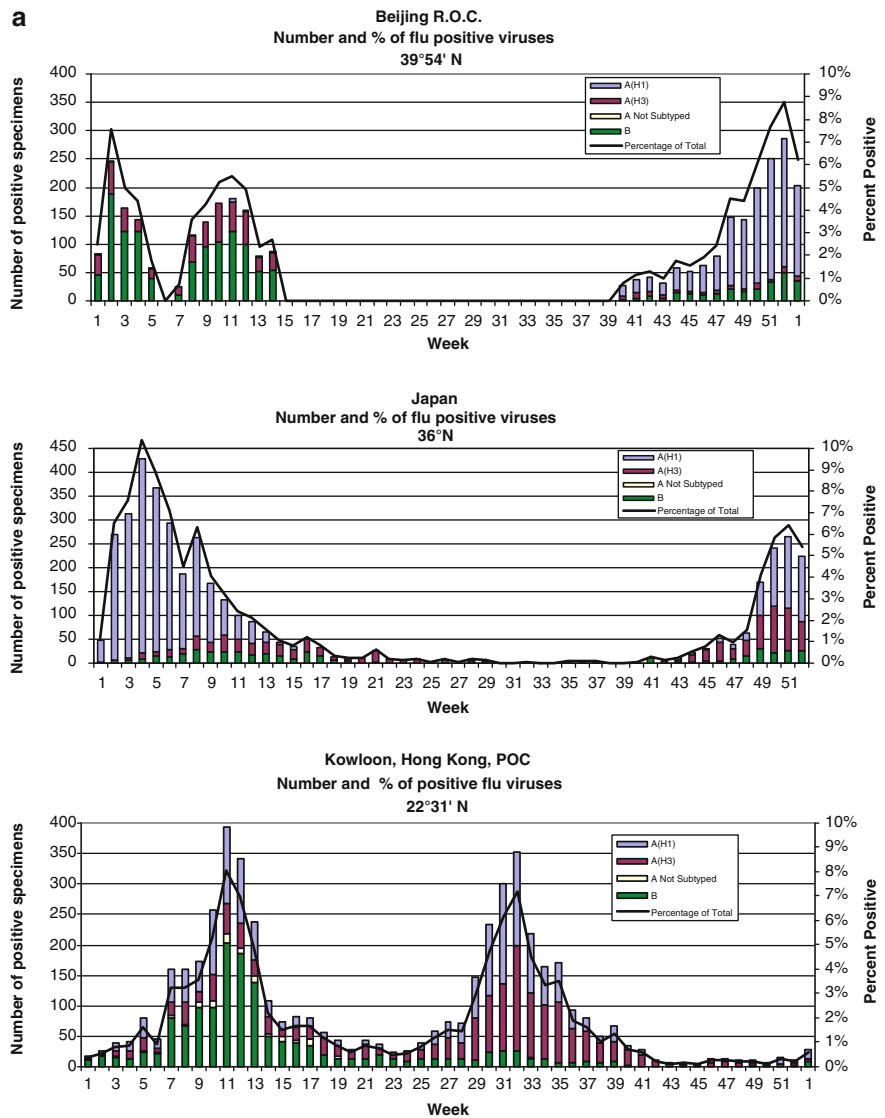 a
Beijing R.O.C.
Number and % of flu positive viruses
39°54' N
Number of positive specimens
400
350
300
250
200
150
100
50
0
A(H1)
A(H3)
A Not Subtyped
B
Percentage of Total
10%
9%
8%
7%
6%
5%
4%
3%
2%
1%
0%
Percent Positive
1 3 5 7 9 11 13 15 17 19 21 23 25 27 29 31 33 35 37 39 41 43 45 47 49 51 1
Week
Japan
Number and % of flu positive viruses
36°N
Number of positive specimens
450
400
350
300
250
200
150
100
50
0
A(H1)
A(H3)
A Not Subtyped
B
Percentage of Total
10%
9%
8%
7%
6%
5%
4%
3%
2%
1%
0%
Percent Positive
1 3 5 7 9 11 13 15 17 19 21 23 25 27 29 31 33 35 37 39 41 43 45 47 49 51
Week
Kowloon, Hong Kong, POC
Number and % of positive flu viruses
22°31' N
Number of positive specimens
400
350
300
250
200
150
100
50
0
A(H1)
A(H3)
A Not Subtyped
B
Percentage of Total
10%
9%
8%
7%
6%
5%
4%
3%
2%
1%
0%
Percent Positive
1 3 5 7 9 11 13 15 17 19 21 23 25 27 29 31 33 35 37 39 41 43 45 47 49 51 1
Week